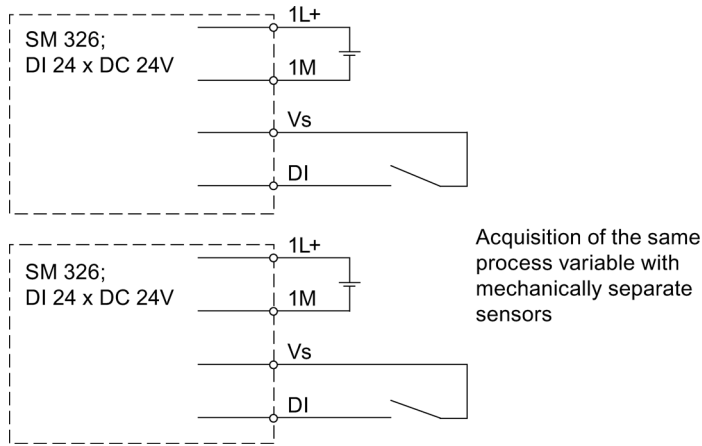 1L+
SM 326;
DI 24 x DC 24V
1M
Vs
DI
Acquisition of the same
process variable with
mechanically separate
sensors
1L+
SM 326;
DI 24 x DC 24V
1M
Vs
DI